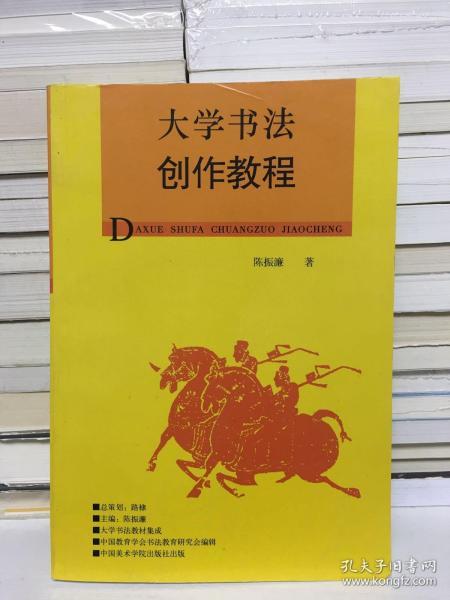 大学书法
创作教程
DAXUE SHUFA CHUANGZUO JIAOCHENG
陈振濂 著
■总策划：路棣
■主编：陈振濂
■大学书法教材集成
■中国教育学会书法教育研究会编辑
■中国美术学院出版社出版
孔夫子旧书网
kongfz.com